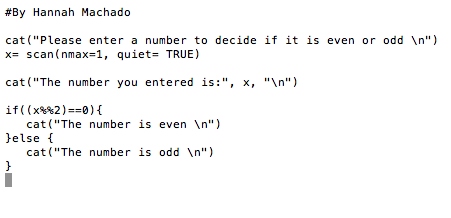 #By Hannah Machado
cat("Please enter a number to decide if it is even or odd \n")
x= scan(nmax=1, quiet= TRUE)
cat("The number you entered is:", x, "\n")
if((x%%2)==0){
   cat("The number is even \n")
}else {
   cat("The number is odd \n")
}